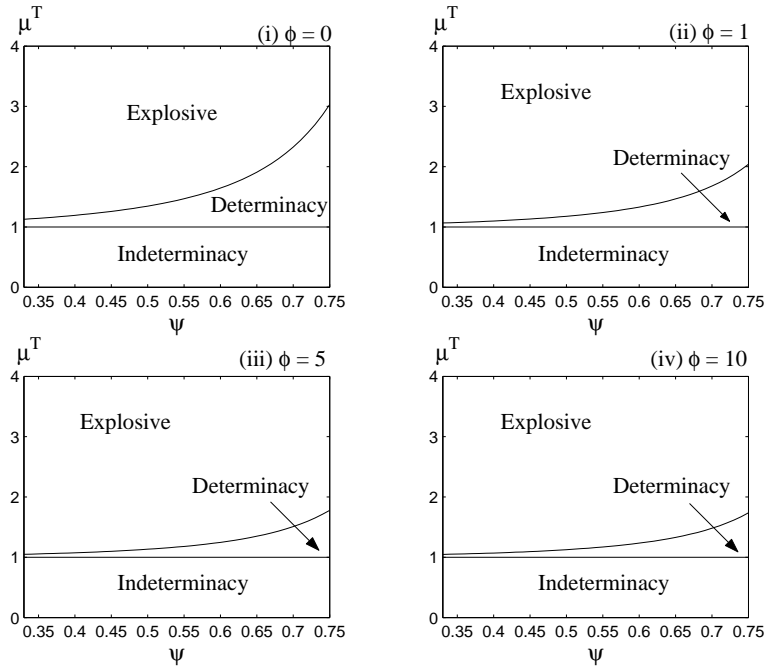 μ^T
(i) ϕ = 0
4
3
2
1
0
Explosive
Determinacy
Indeterminacy
0.35 0.4 0.45 0.5 0.55 0.6 0.65 0.7 0.75
ψ
μ^T
(ii) ϕ = 1
4
3
2
1
0
Explosive
Determinacy
Indeterminacy
0.35 0.4 0.45 0.5 0.55 0.6 0.65 0.7 0.75
ψ
μ^T
(iii) ϕ = 5
4
3
2
1
0
Explosive
Determinacy
Indeterminacy
0.35 0.4 0.45 0.5 0.55 0.6 0.65 0.7 0.75
ψ
μ^T
(iv) ϕ = 10
4
3
2
1
0
Explosive
Determinacy
Indeterminacy
0.35 0.4 0.45 0.5 0.55 0.6 0.65 0.7 0.75
ψ